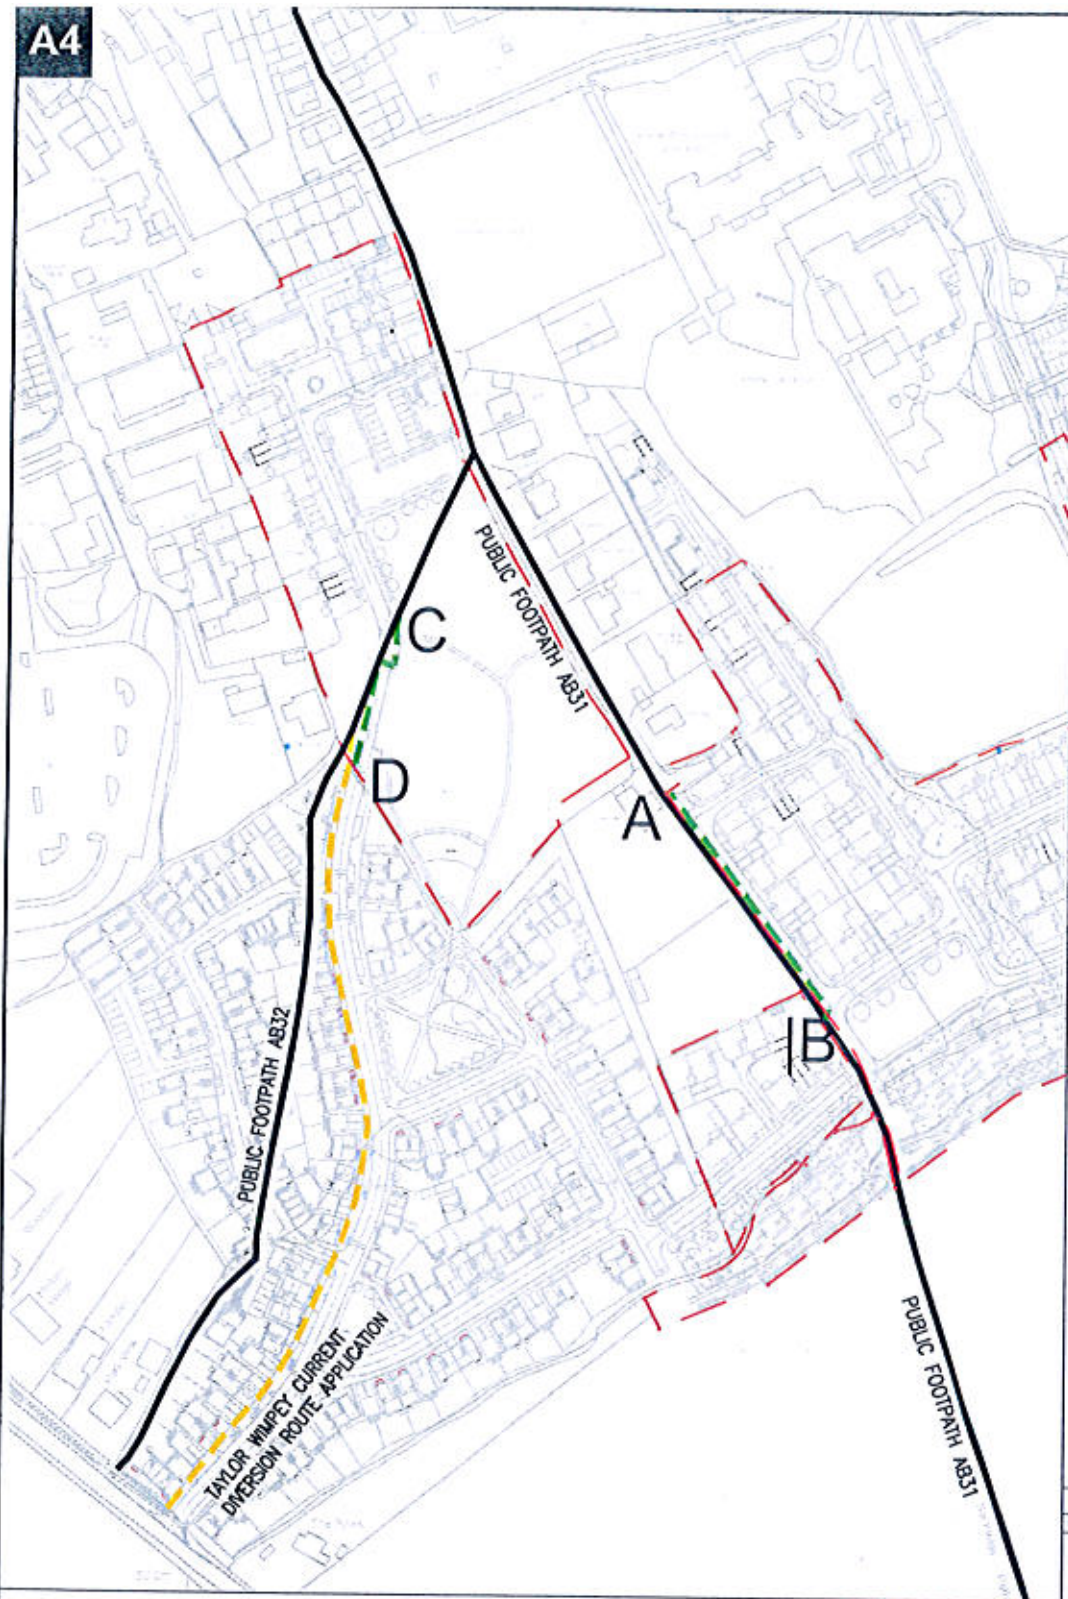 A4
PUBLIC FOOTPATH AB31
C
D
A
B
PUBLIC FOOTPATH AB32
TAYLOR WIMPEY CURRENT
DIVERSION ROUTE APPLICATION
PUBLIC FOOTPATH AB31